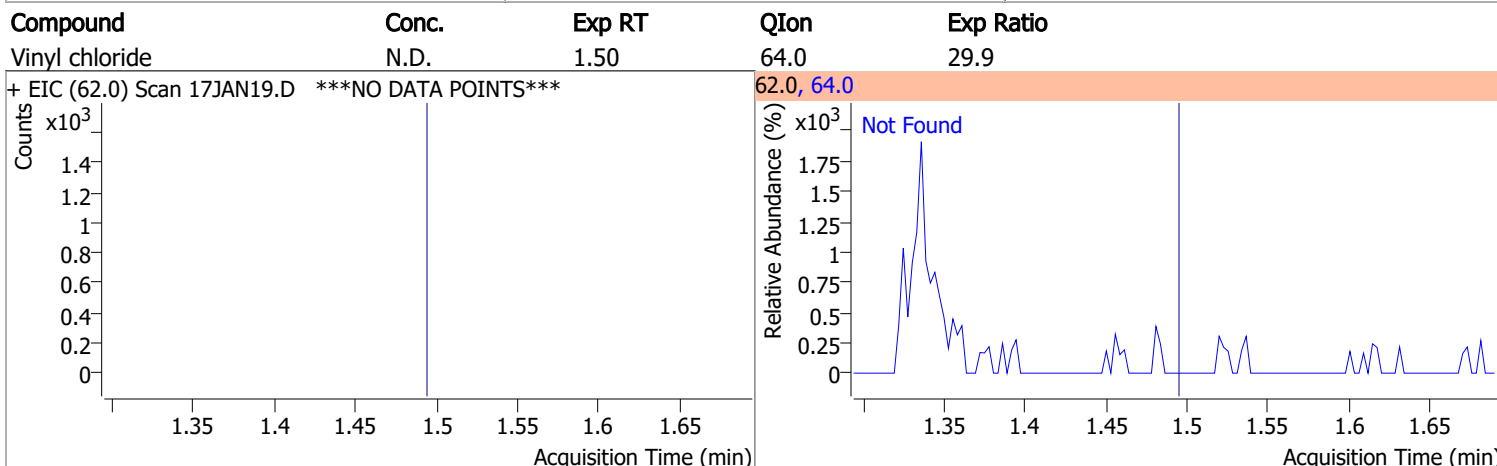 Compound Conc. Exp RT QIon Exp Ratio
Vinyl chloride N.D. 1.50 64.0 29.9
+ EIC (62.0) Scan 17JAN19.D ***NO DATA POINTS***
Counts
x10³
1.4
1.2
1
0.8
0.6
0.4
0.2
0
1.35 1.4 1.45 1.5 1.55 1.6 1.65
Acquisition Time (min)
62.0, 64.0
Relative Abundance (%)
x10³
Not Found
1.75
1.5
1.25
1
0.75
0.5
0.25
0
1.35 1.4 1.45 1.5 1.55 1.6 1.65
Acquisition Time (min)